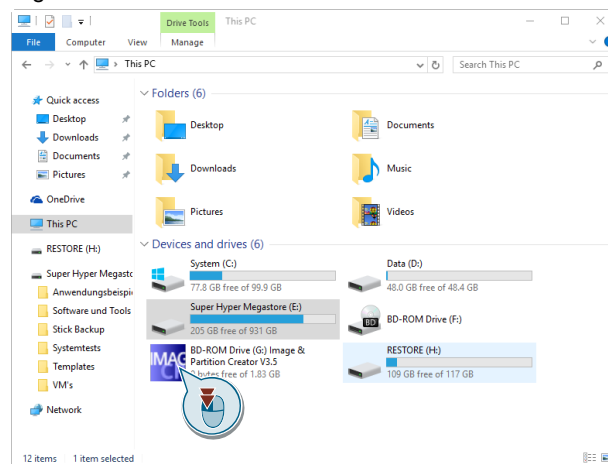 Drive Tools This PC
File Computer View Manage
This PC Search This PC
Quick access
Desktop
Downloads
Documents
Pictures
OneDrive
This PC
RESTORE (H:)
Super Hyper Megasto
Anwendungsbeispi
Software und Tools
Stick Backup
Systemtests
Templates
VM's
Network
Folders (6)
Desktop Documents
Downloads Music
Pictures Videos
Devices and drives (6)
System (C:)
77.8 GB free of 99.9 GB
Data (D:)
48.0 GB free of 48.4 GB
Super Hyper Megastore (E:)
205 GB free of 931 GB
BD
BD-ROM Drive (F:)
IMAG
BD-ROM Drive (G:) Image &
Partition Creator V3.5
0 bytes free of 1.83 GB
RESTORE (H:)
109 GB free of 117 GB
12 items 1 item selected